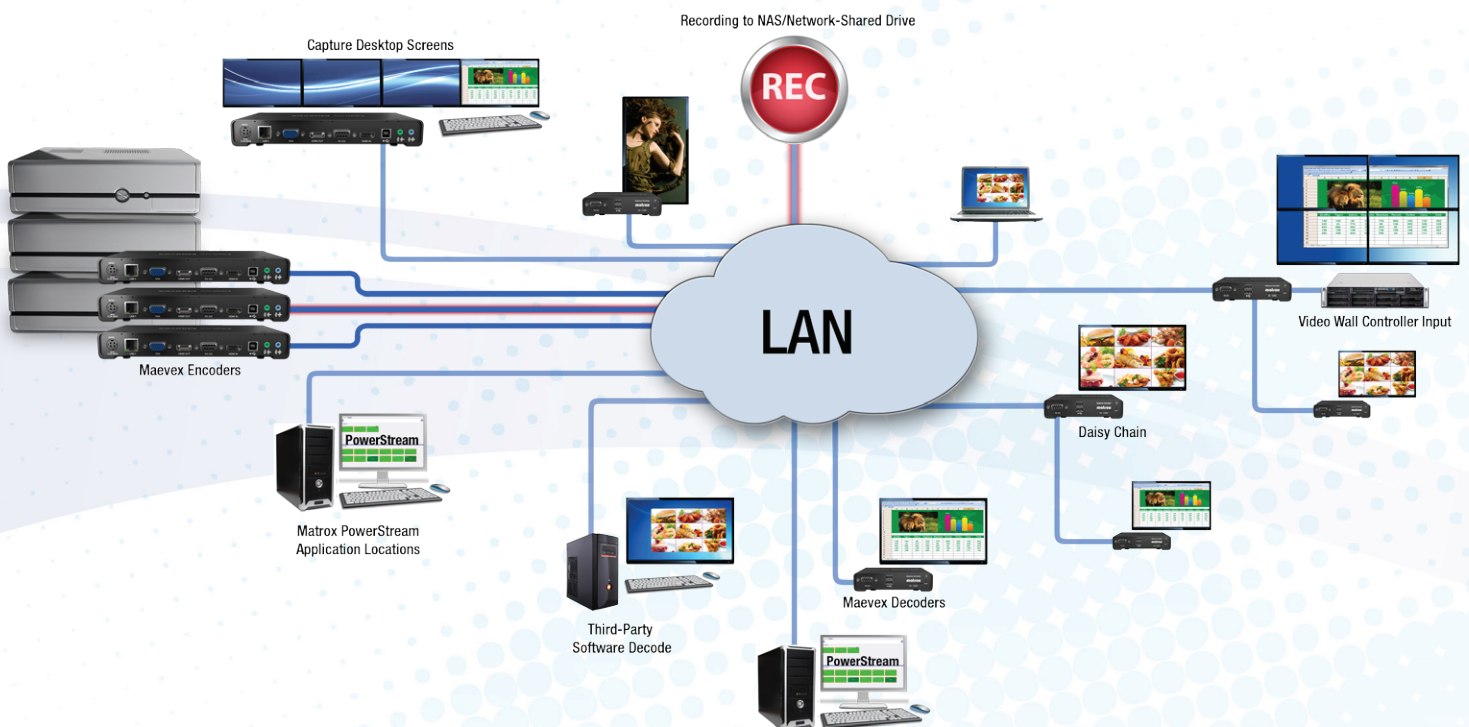 Recording to NAS/Network-Shared Drive
Capture Desktop Screens
REC
LAN
Maevex Encoders
Video Wall Controller Input
Daisy Chain
PowerStream
Matrox PowerStream
Application Locations
Maevex Decoders
Third-Party
Software Decode
PowerStream